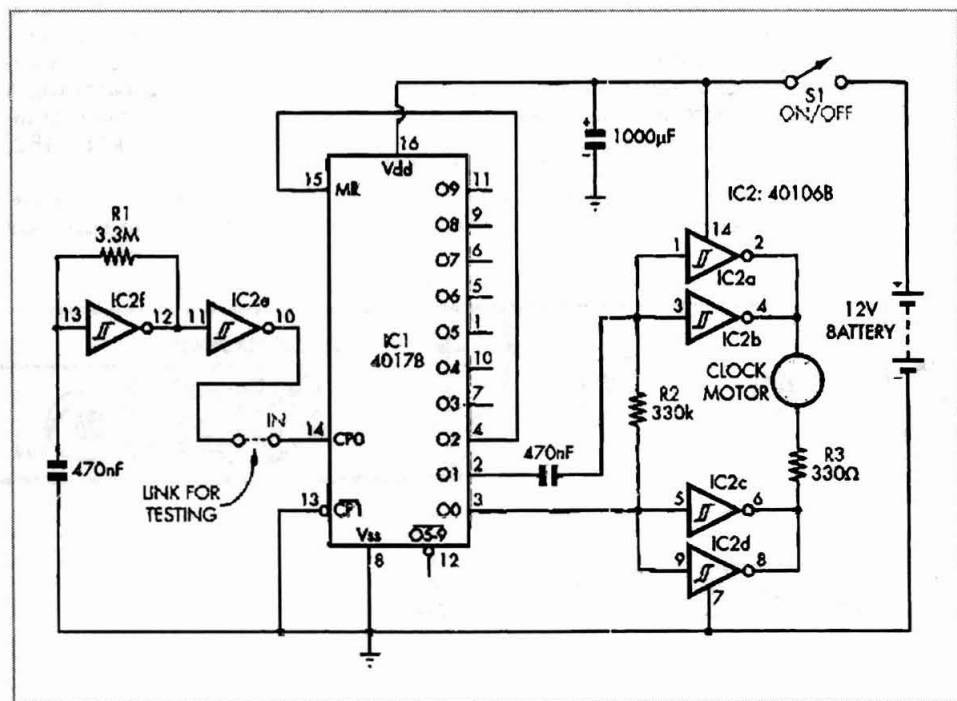 S1
ON/OFF
16
Vdd
1000µF
+
−
IC2: 40106B
15
MR
O9
11
O8
9
O7
6
O6
5
O5
1
O4
10
O3
7
O2
4
O1
2
O0
3
R1
3.3M
IC2f
13
12
IC2e
11
10
IC1
4017B
1
14
2
IC2a
3
4
IC2b
CLOCK
MOTOR
+
−
12V
BATTERY
R2
330k
R3
330Ω
IN
14
CP0
470nF
470nF
LINK FOR
TESTING
13
CP1
Vss
8
O5-9
12
5
6
IC2c
IC2d
9
8
7